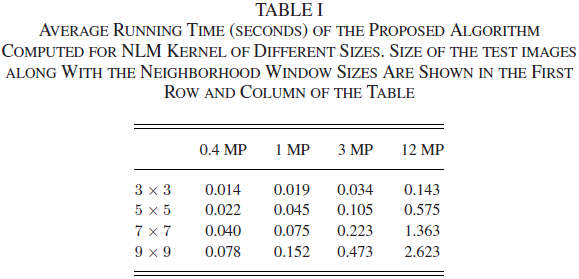 TABLE I
AVERAGE RUNNING TIME (SECONDS) OF THE PROPOSED ALGORITHM
COMPUTED FOR NLM KERNEL OF DIFFERENT SIZES. SIZE OF THE TEST IMAGES
ALONG WITH THE NEIGHBORHOOD WINDOW SIZES ARE SHOWN IN THE FIRST
ROW AND COLUMN OF THE TABLE
0.4 MP 1 MP 3 MP 12 MP
3 × 3 0.014 0.019 0.034 0.143
5 × 5 0.022 0.045 0.105 0.575
7 × 7 0.040 0.075 0.223 1.363
9 × 9 0.078 0.152 0.473 2.623